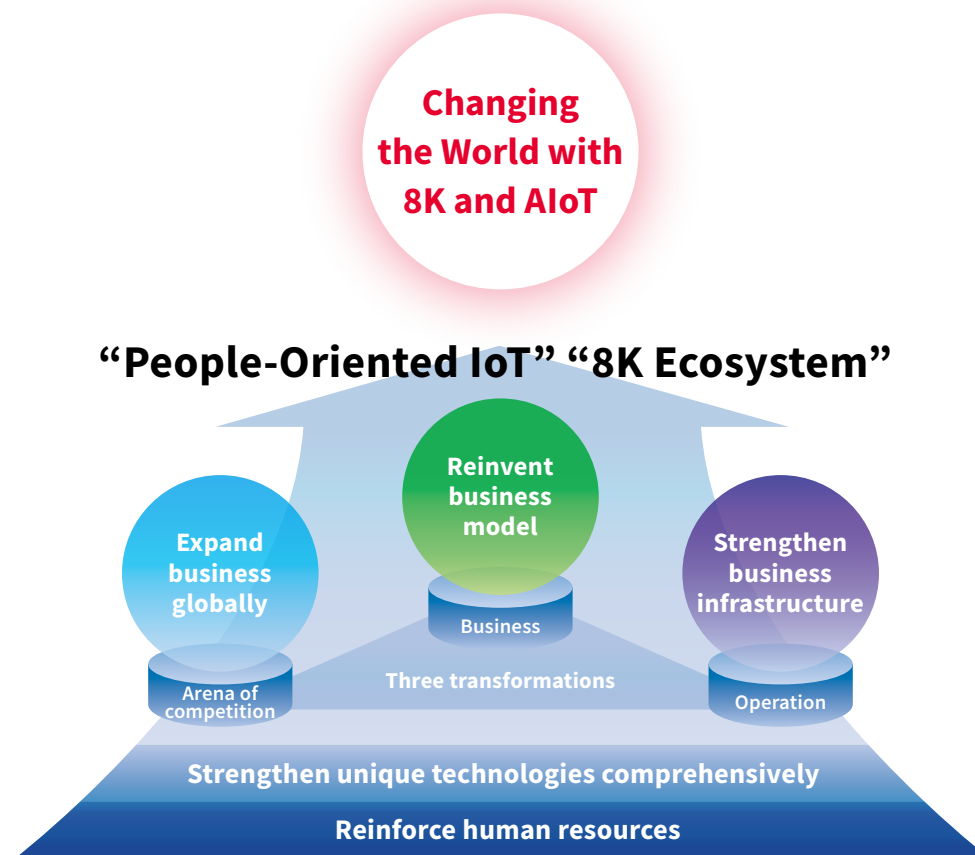 Changing
the World with
8K and AIoT
“People-Oriented IoT” “8K Ecosystem”
Reinvent
business
model
Expand
business
globally
Strengthen
business
infrastructure
Business
Arena of
competition
Three transformations
Operation
Strengthen unique technologies comprehensively
Reinforce human resources